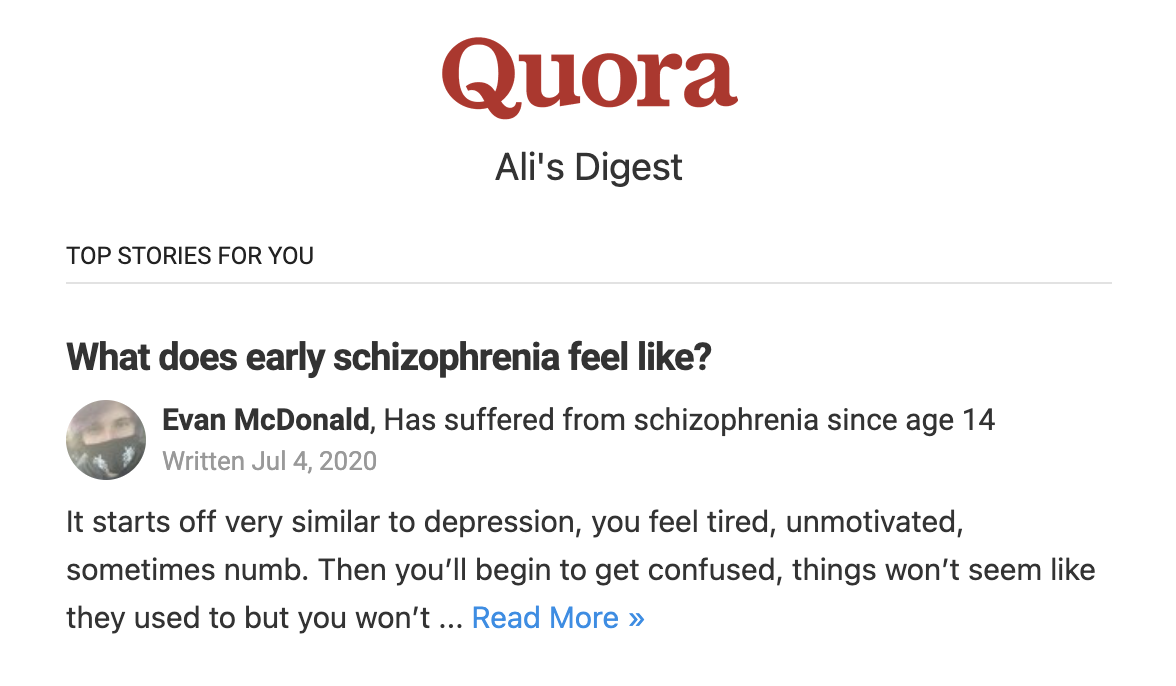 Quora
Ali's Digest
TOP STORIES FOR YOU
What does early schizophrenia feel like?
Evan McDonald, Has suffered from schizophrenia since age 14
Written Jul 4, 2020
It starts off very similar to depression, you feel tired, unmotivated,
sometimes numb. Then you’ll begin to get confused, things won’t seem like
they used to but you won’t ... Read More »